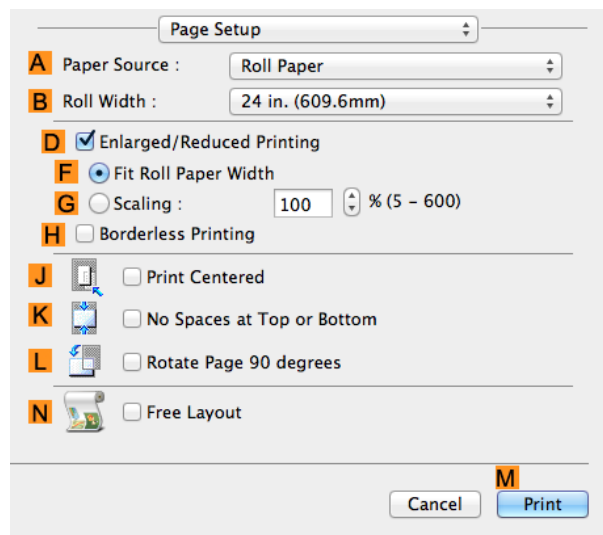 Page Setup
A Paper Source : Roll Paper
B Roll Width : 24 in. (609.6mm)
D Enlarged/Reduced Printing
F Fit Roll Paper Width
G Scaling : 100 % (5 - 600)
H Borderless Printing
J Print Centered
K No Spaces at Top or Bottom
L Rotate Page 90 degrees
N Free Layout
M
Cancel Print